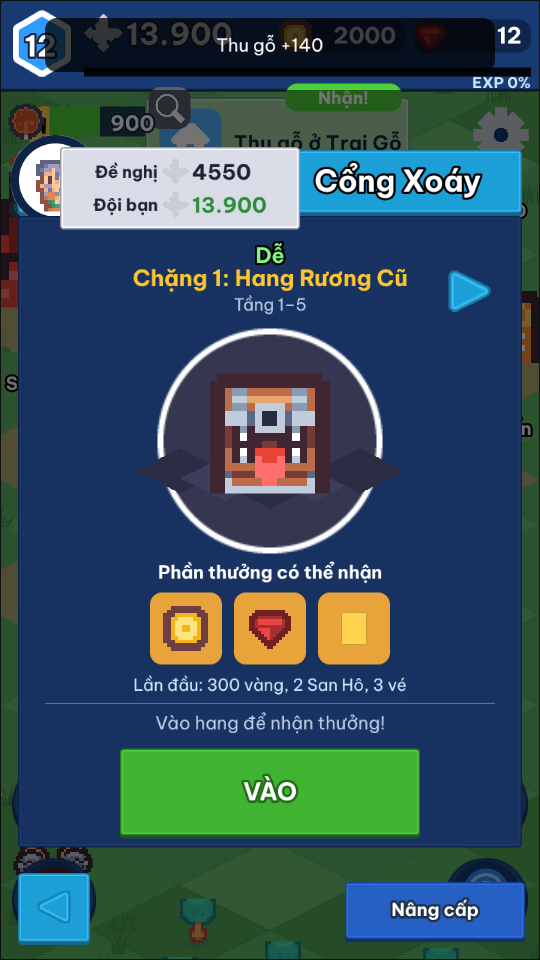 12
13.900
Thu gỗ +140
2000
12
EXP 0%
900
Nhận!
Thu gỗ ở Trại Gỗ
Đề nghị 4550
Đội bạn 13.900
Cổng Xoáy
Dễ
Chặng 1: Hang Rương Cũ
Tầng 1-5
Phần thưởng có thể nhận
Lần đầu: 300 vàng, 2 San Hô, 3 vé
Vào hang để nhận thưởng!
VÀO
Nâng cấp